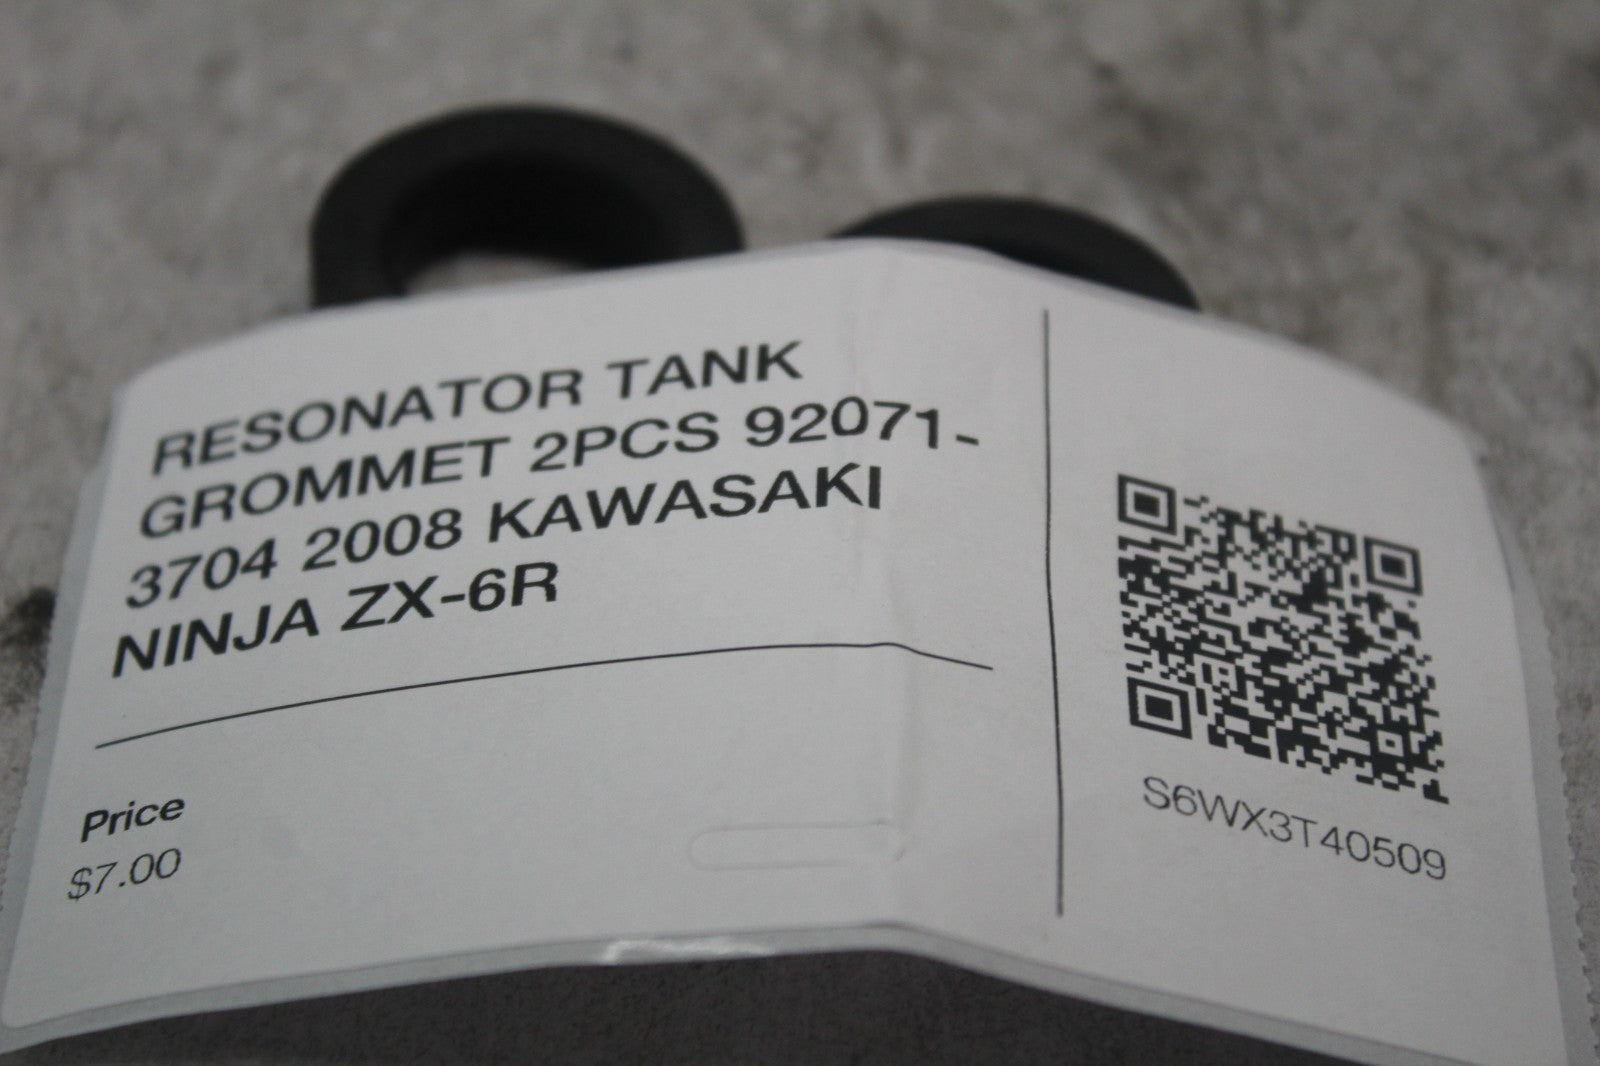 RESONATOR TANK
GROMMET 2PCS 92071-
3704 2008 KAWASAKI
NINJA ZX-6R
Price
$7.00
S6WX3T40509